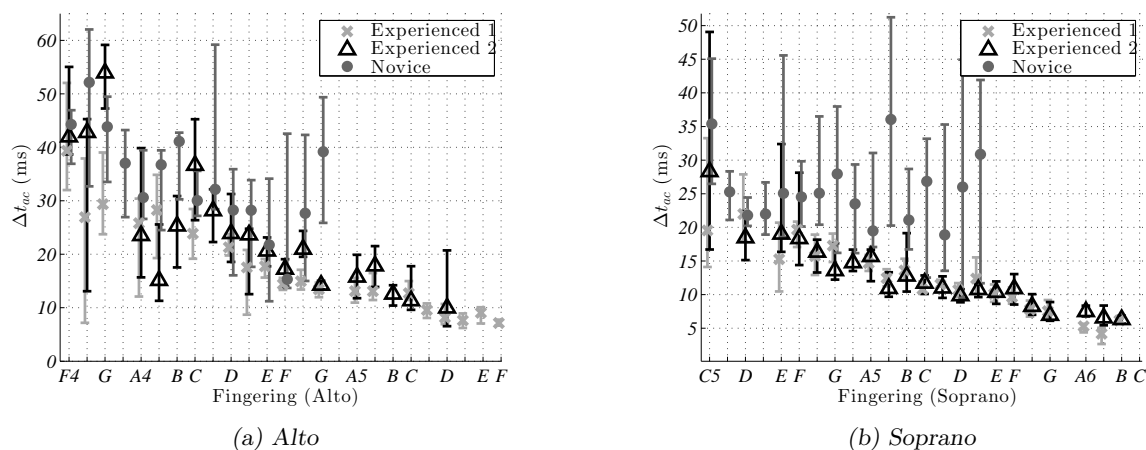 60
50
40
30
20
10
0
Δt_ac (ms)
Experienced 1
Experienced 2
Novice
F4 G A4 B C D E F G A5 B C D E F
Fingering (Alto)
(a) Alto
50
45
40
35
30
25
20
15
10
5
Δt_ac (ms)
Experienced 1
Experienced 2
Novice
C5 D E F G A5 B C D E F G A6 B C
Fingering (Soprano)
(b) Soprano